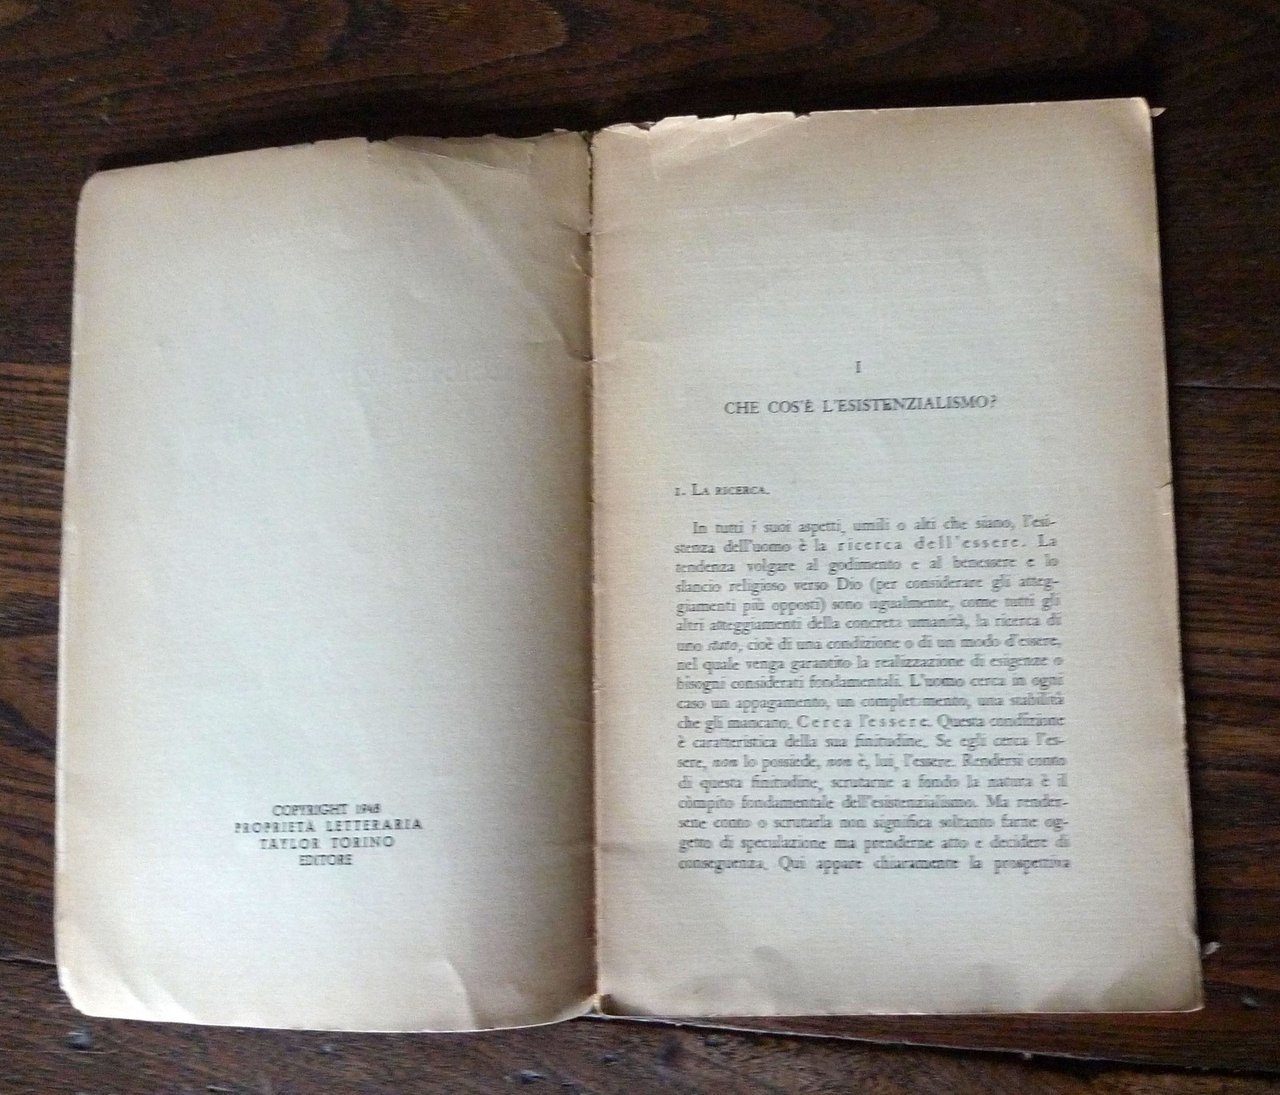 COPYRIGHT 1948
PROPRIETÀ LETTERARIA
TAYLOR TORINO
EDITORE
I
CHE COS'È L'ESISTENZIALISMO?
1. LA RICERCA.
In tutti i suoi aspetti, umili o alti che siano, l'esi-
stenza dell'uomo è la ricerca dell'essere. La
tendenza volgare al godimento e al benessere e lo
slancio religioso verso Dio (per considerare gli atteg-
giamenti più opposti) sono ugualmente, come tutti gli
altri atteggiamenti della concreta umanità, la ricerca di
uno stato, cioè di una condizione o di un modo d'essere,
nel quale venga garantito la realizzazione di esigenze o
bisogni considerati fondamentali. L'uomo cerca in ogni
caso un appagamento, un completamento, una stabilità
che gli mancano. Cerca l'essere. Questa condizione
è caratteristica della sua finitudine. Se egli cerca l'es-
sere, non lo possiede, non è, lui, l'essere. Rendersi conto
di questa finitudine, scrutarne a fondo la natura è il
còmpito fondamentale dell'esistenzialismo. Ma render-
sene conto o scrutarla non significa soltanto farne og-
getto di speculazione ma prenderne atto e decidere di
conseguenza. Qui appare chiaramente la prospettiva